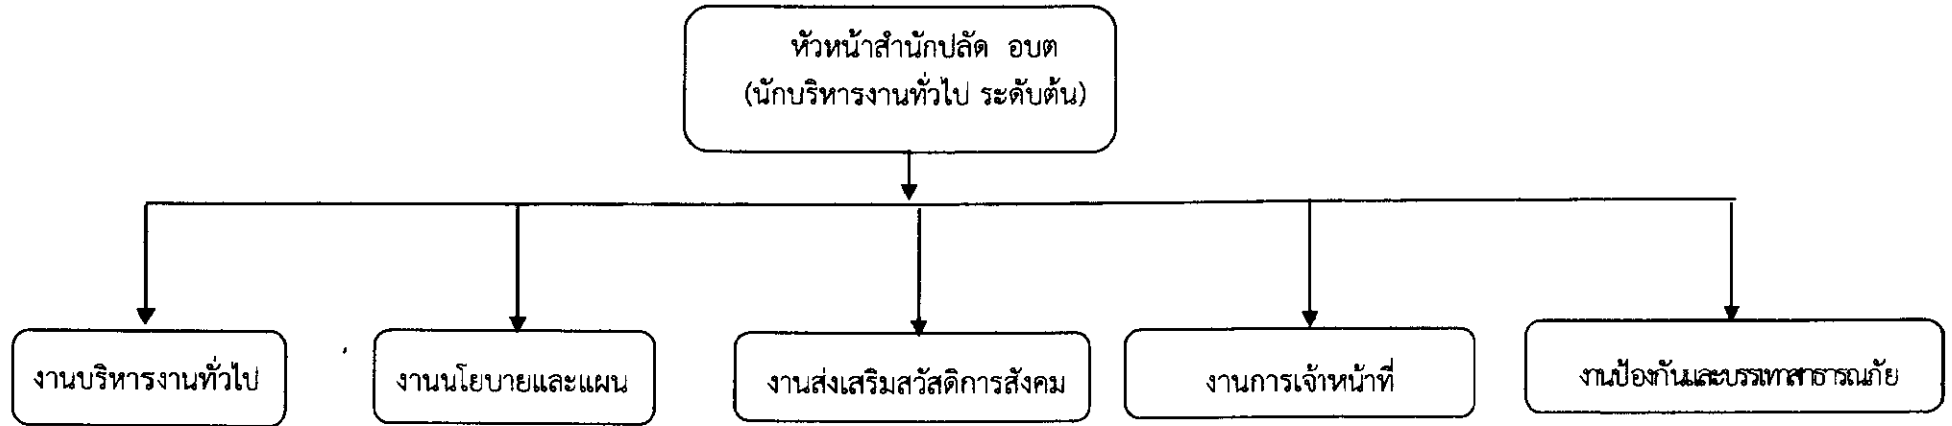 หัวหน้าสำนักปลัด อบต
(นักบริหารงานทั่วไป ระดับต้น)
งานบริหารงานทั่วไป
งานนโยบายและแผน
งานส่งเสริมสวัสดิการสังคม
งานการเจ้าหน้าที่
งานป้องกันและบรรเทาสาธารณภัย